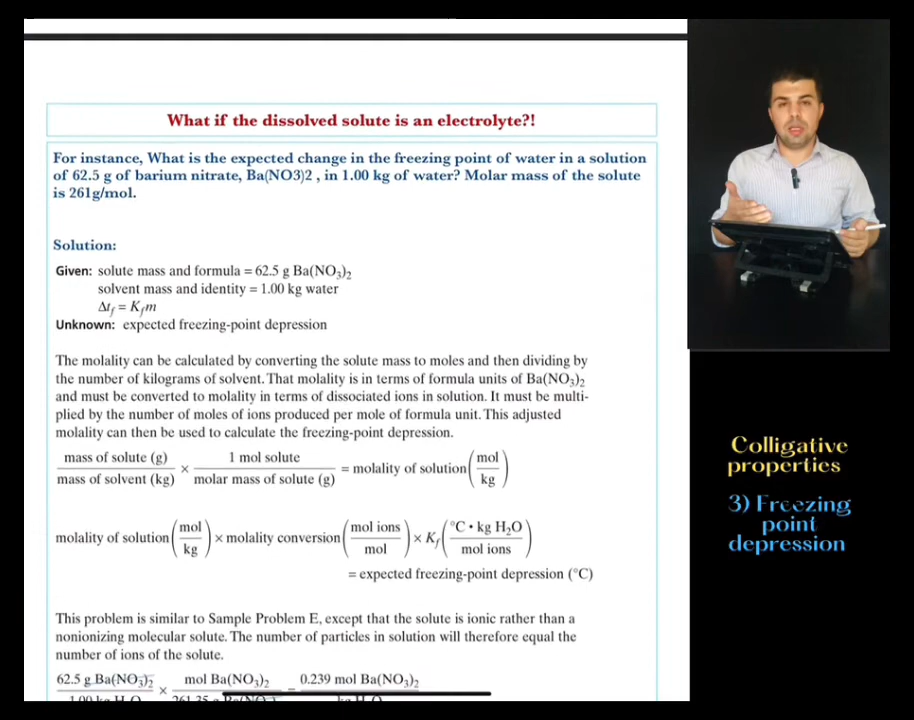 What if the dissolved solute is an electrolyte?!
For instance, What is the expected change in the freezing point of water in a solution
of 62.5 g of barium nitrate, Ba(NO3)2 , in 1.00 kg of water? Molar mass of the solute
is 261g/mol.
Solution:
Given: solute mass and formula = 62.5 g Ba(NO₃)₂
solvent mass and identity = 1.00 kg water
Δt_f = K_f m
Unknown: expected freezing-point depression
The molality can be calculated by converting the solute mass to moles and then dividing by
the number of kilograms of solvent. That molality is in terms of formula units of Ba(NO₃)₂
and must be converted to molality in terms of dissociated ions in solution. It must be multi-
plied by the number of moles of ions produced per mole of formula unit. This adjusted
molality can then be used to calculate the freezing-point depression.
mass of solute (g) 1 mol solute mol
× = molality of solution( )
mass of solvent (kg) molar mass of solute (g) kg
mol mol ions °C • kg H₂O
molality of solution( ) × molality conversion( ) × K_f( )
kg mol mol ions
= expected freezing-point depression (°C)
This problem is similar to Sample Problem E, except that the solute is ionic rather than a
nonionizing molecular solute. The number of particles in solution will therefore equal the
number of ions of the solute.
62.5 g Ba(NO₃)₂ mol Ba(NO₃)₂ 0.239 mol Ba(NO₃)₂
×
Colligative
properties
3) Freezing
point
depression